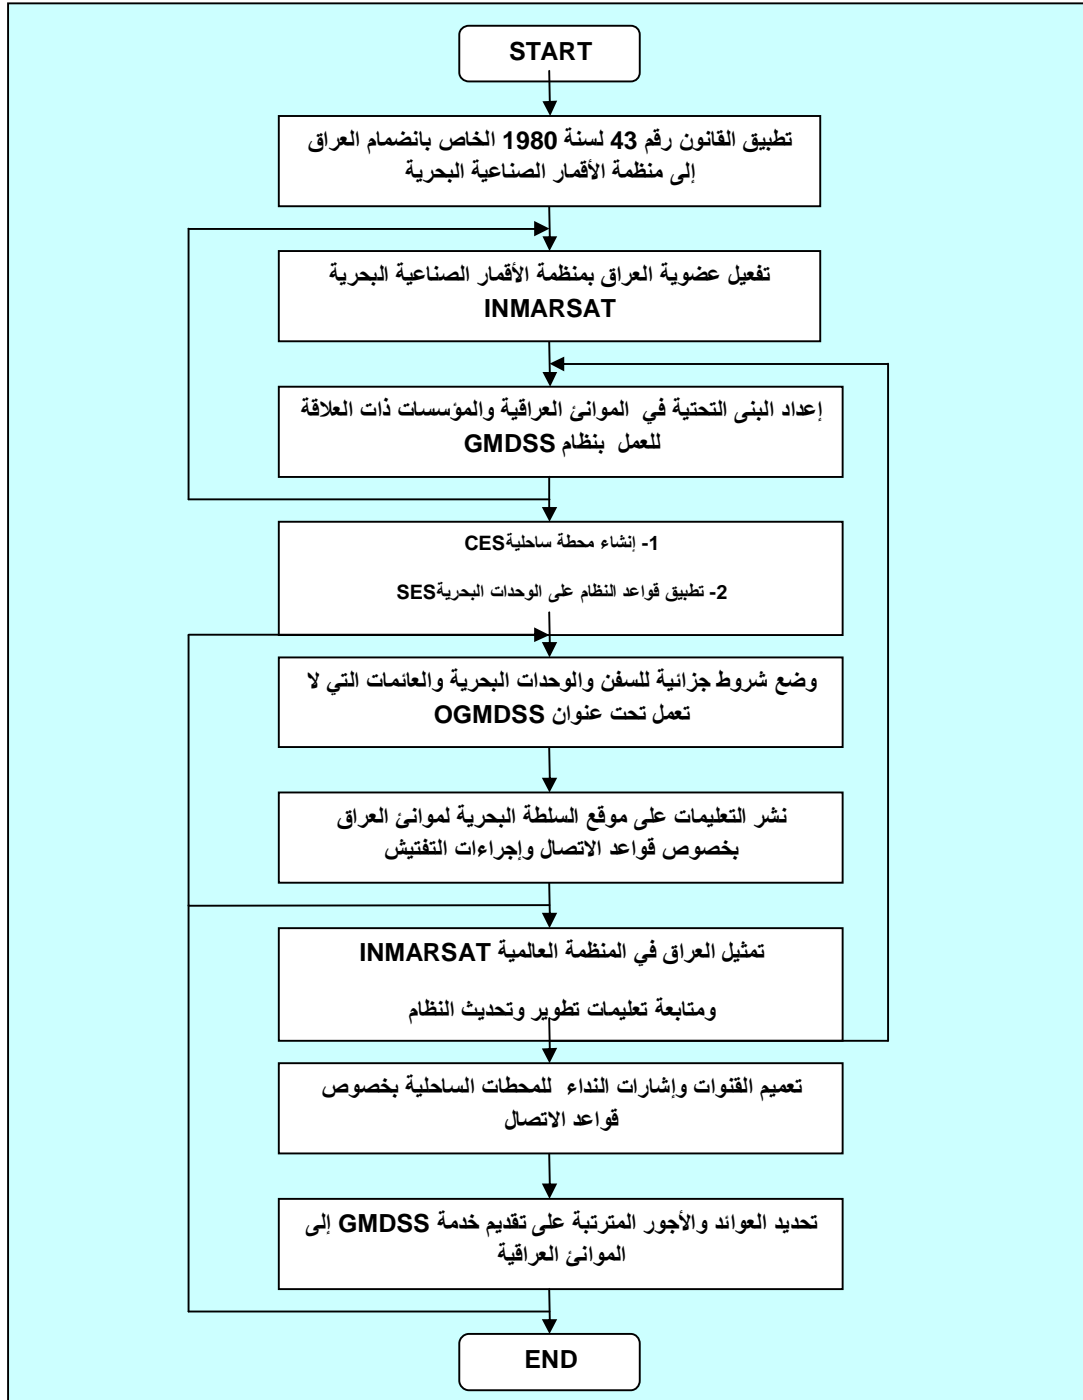 START
تطبيق القانون رقم 43 لسنة 1980 الخاص بانضمام العراق
إلى منظمة الأقمار الصناعية البحرية
تفعيل عضوية العراق بمنظمة الأقمار الصناعية البحرية
INMARSAT
إعداد البنى التحتية في الموانئ العراقية والمؤسسات ذات العلاقة
للعمل بنظام GMDSS
1- إنشاء محطة ساحلية CES
2- تطبيق قواعد النظام على الوحدات البحرية SES
وضع شروط جزائية للسفن والوحدات البحرية والعائمات التي لا
تعمل تحت عنوان OGMDSS
نشر التعليمات على موقع السلطة البحرية لموانئ العراق
بخصوص قواعد الاتصال وإجراءات التفتيش
تمثيل العراق في المنظمة العالمية INMARSAT
ومتابعة تعليمات تطوير وتحديث النظام
تعميم القنوات وإشارات النداء للمحطات الساحلية بخصوص
قواعد الاتصال
تحديد العوائد والأجور المترتبة على تقديم خدمة GMDSS إلى
الموانئ العراقية
END